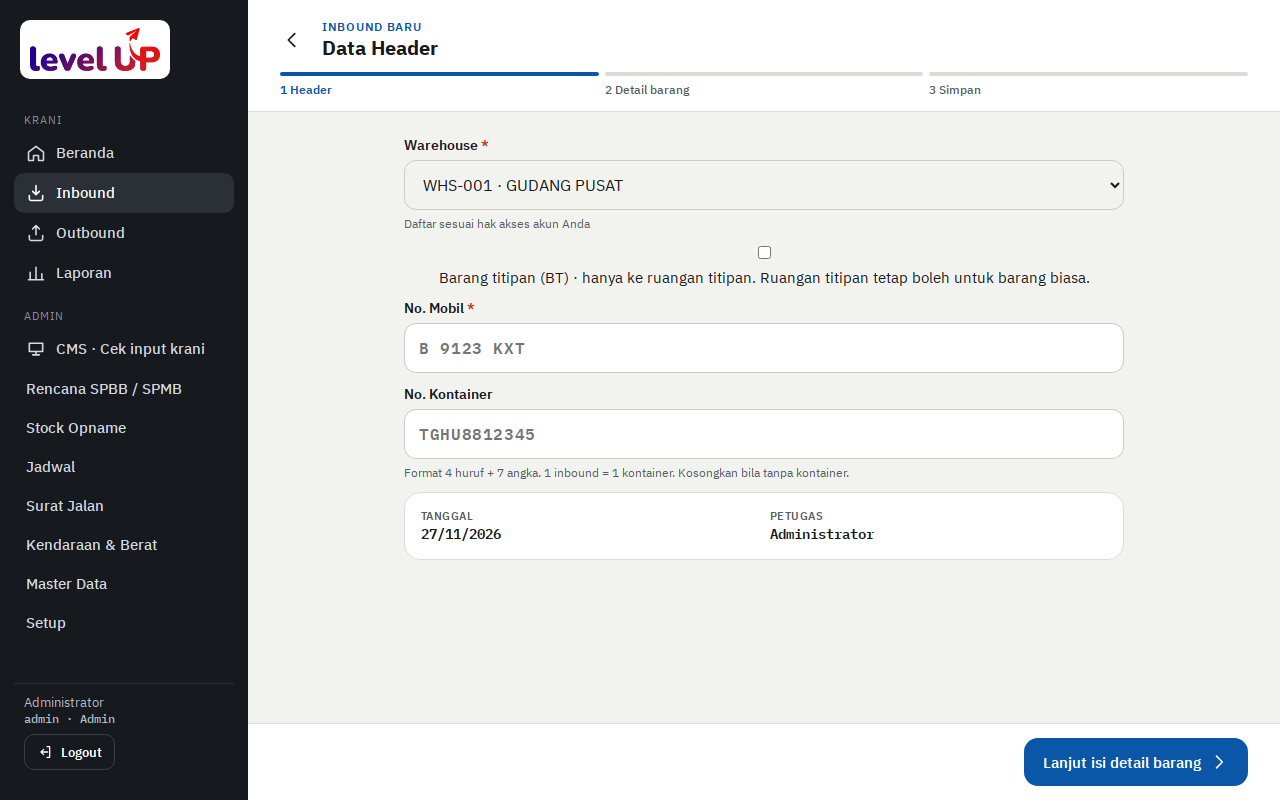 level UP
KRANI
Beranda
Inbound
Outbound
Laporan
ADMIN
CMS · Cek input krani
Rencana SPBB / SPMB
Stock Opname
Jadwal
Surat Jalan
Kendaraan & Berat
Master Data
Setup
Administrator
admin · Admin
Logout
INBOUND BARU
Data Header
1 Header
2 Detail barang
3 Simpan
Warehouse *
WHS-001 · GUDANG PUSAT
Daftar sesuai hak akses akun Anda
Barang titipan (BT) · hanya ke ruangan titipan. Ruangan titipan tetap boleh untuk barang biasa.
No. Mobil *
B 9123 KXT
No. Kontainer
TGHU8812345
Format 4 huruf + 7 angka. 1 inbound = 1 kontainer. Kosongkan bila tanpa kontainer.
TANGGAL
27/11/2026
PETUGAS
Administrator
Lanjut isi detail barang